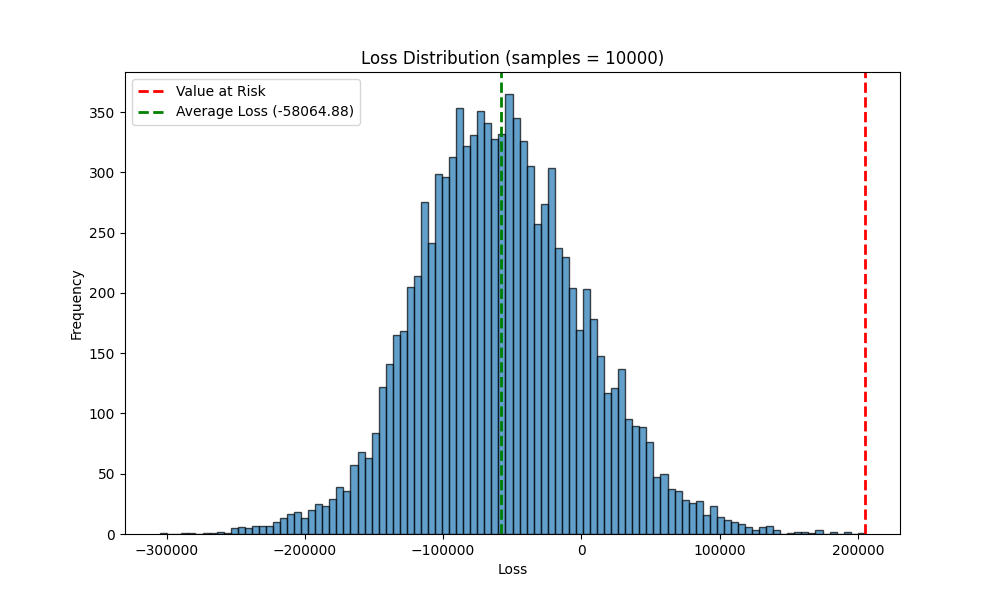 Loss Distribution (samples = 10000)
Value at Risk
Average Loss (-58064.88)
350
300
250
200
150
100
50
0
Frequency
−300000 −200000 −100000 0 100000 200000
Loss